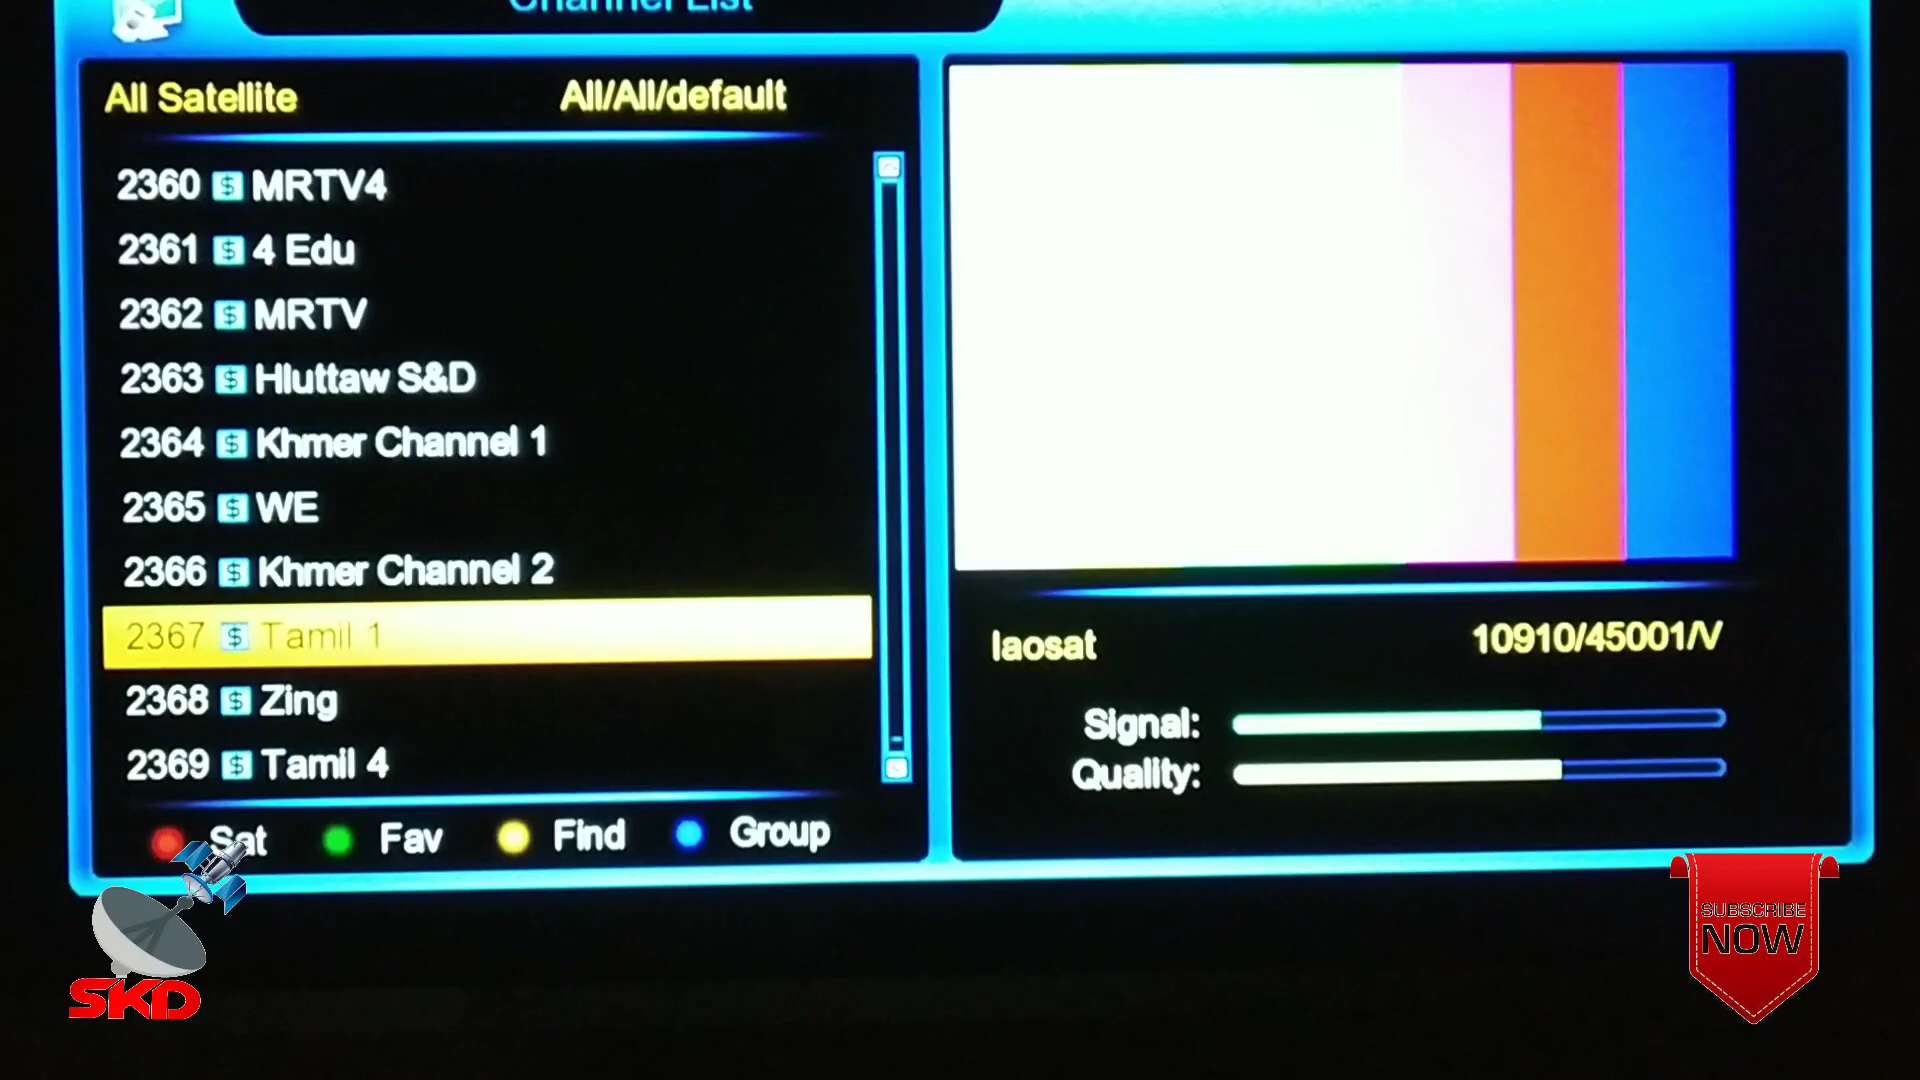 Channel List
All Satellite All/All/default
2360 $ MRTV4
2361 $ 4 Edu
2362 $ MRTV
2363 $ Hluttaw S&D
2364 $ Khmer Channel 1
2365 $ WE
2366 $ Khmer Channel 2
2367 $ Tamil 1
2368 $ Zing
2369 $ Tamil 4
Sat Fav Find Group
laosat 10910/45001/V
Signal:
Quality:
SKD
SUBSCRIBE
NOW